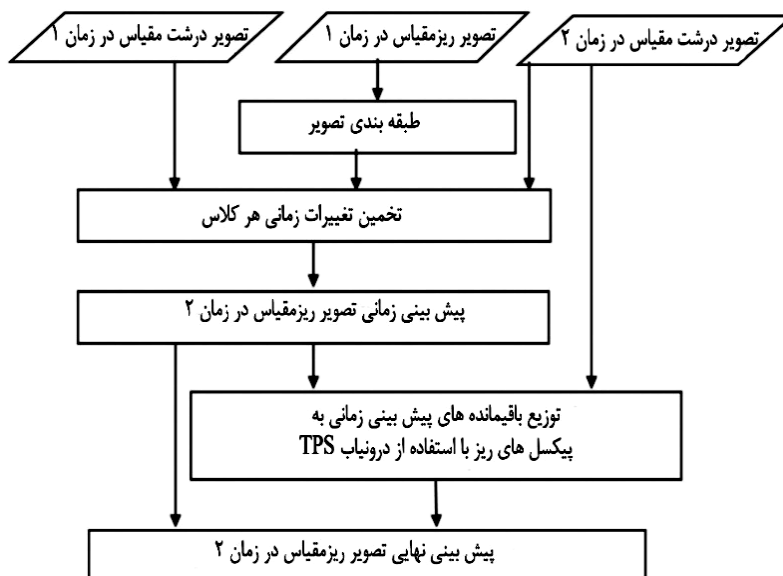 تصویر درشت مقیاس در زمان ۱
تصویر ریزمقیاس در زمان ۱
تصویر درشت مقیاس در زمان ۲
طبقه بندی تصویر
تخمین تغییرات زمانی هر کلاس
پیش بینی زمانی تصویر ریزمقیاس در زمان ۲
توزیع باقیمانده های پیش بینی زمانی به
پیکسل های ریز با استفاده از درونیاب TPS
پیش بینی نهایی تصویر ریزمقیاس در زمان ۲